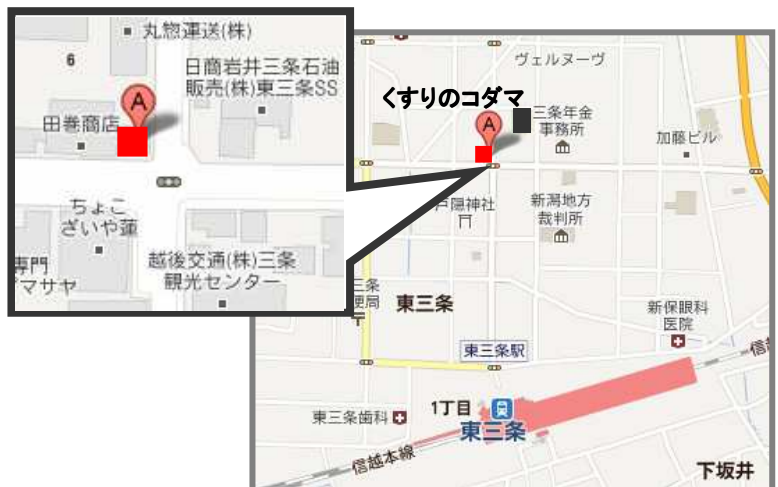 丸惣運送(株)
6
日商岩井三条石油
販売(株)東三条SS
A
田巻商店
ちょこ
ざいや蓮
専門
マサヤ
越後交通(株)三条
観光センター
ヴェルヌーヴ
くすりのコダマ
A
三条年金
事務所
加藤ビル
戸隠神社
新潟地方
裁判所
三条
便局
東三条
新保眼科
医院
東三条駅
信越
1丁目
東三条歯科
東三条
信越本線
下坂井